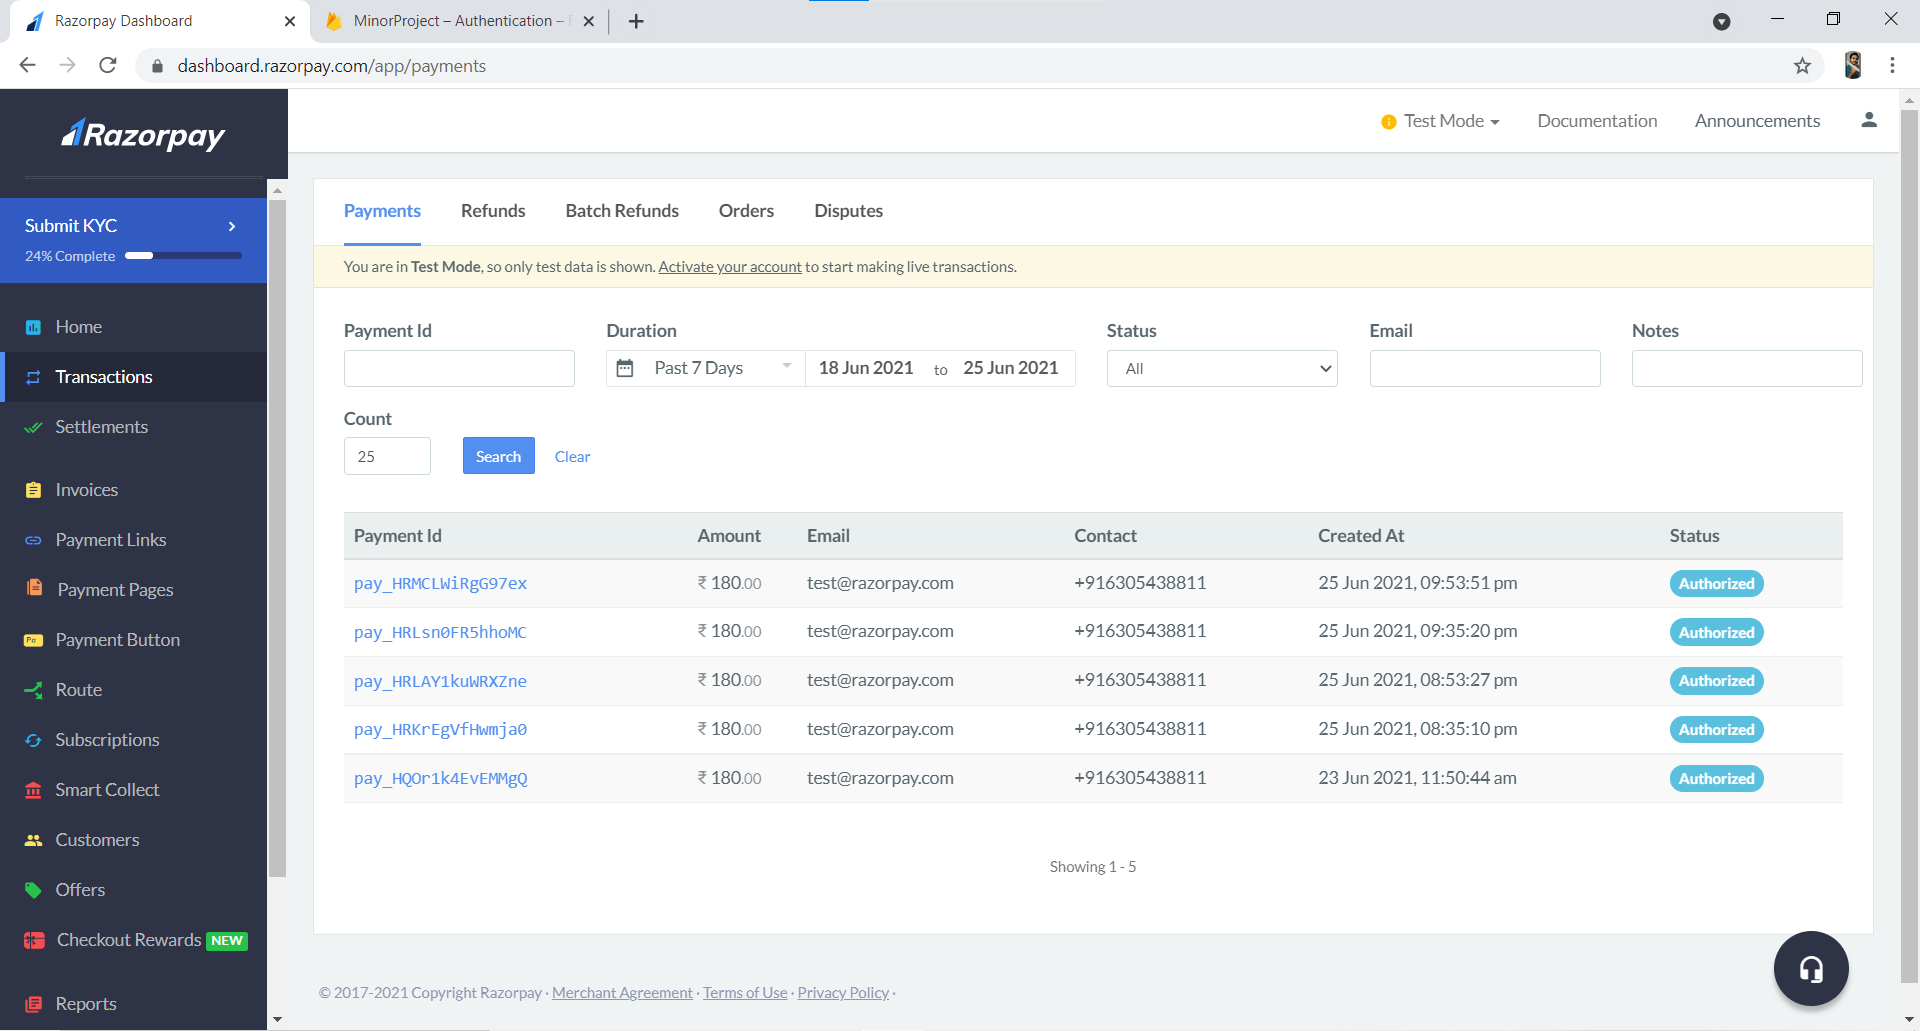 Razorpay Dashboard
MinorProject – Authentication –
dashboard.razorpay.com/app/payments
Razorpay
Test Mode
Documentation
Announcements
Submit KYC
24% Complete
Home
Transactions
Settlements
Invoices
Payment Links
Payment Pages
Payment Button
Route
Subscriptions
Smart Collect
Customers
Offers
Checkout Rewards NEW
Reports
Payments Refunds Batch Refunds Orders Disputes
You are in Test Mode, so only test data is shown. Activate your account to start making live transactions.
Payment Id Duration Status Email Notes
Past 7 Days 18 Jun 2021 to 25 Jun 2021 All
Count
25 Search Clear
Payment Id Amount Email Contact Created At Status
pay_HRMCLWiRgG97ex ₹ 180.00 test@razorpay.com +916305438811 25 Jun 2021, 09:53:51 pm Authorized
pay_HRLsn0FR5hhoMC ₹ 180.00 test@razorpay.com +916305438811 25 Jun 2021, 09:35:20 pm Authorized
pay_HRLAY1kuWRXZne ₹ 180.00 test@razorpay.com +916305438811 25 Jun 2021, 08:53:27 pm Authorized
pay_HRKrEgVfHwmja0 ₹ 180.00 test@razorpay.com +916305438811 25 Jun 2021, 08:35:10 pm Authorized
pay_HQOr1k4EvEMMgQ ₹ 180.00 test@razorpay.com +916305438811 23 Jun 2021, 11:50:44 am Authorized
Showing 1 - 5
© 2017-2021 Copyright Razorpay · Merchant Agreement · Terms of Use · Privacy Policy ·